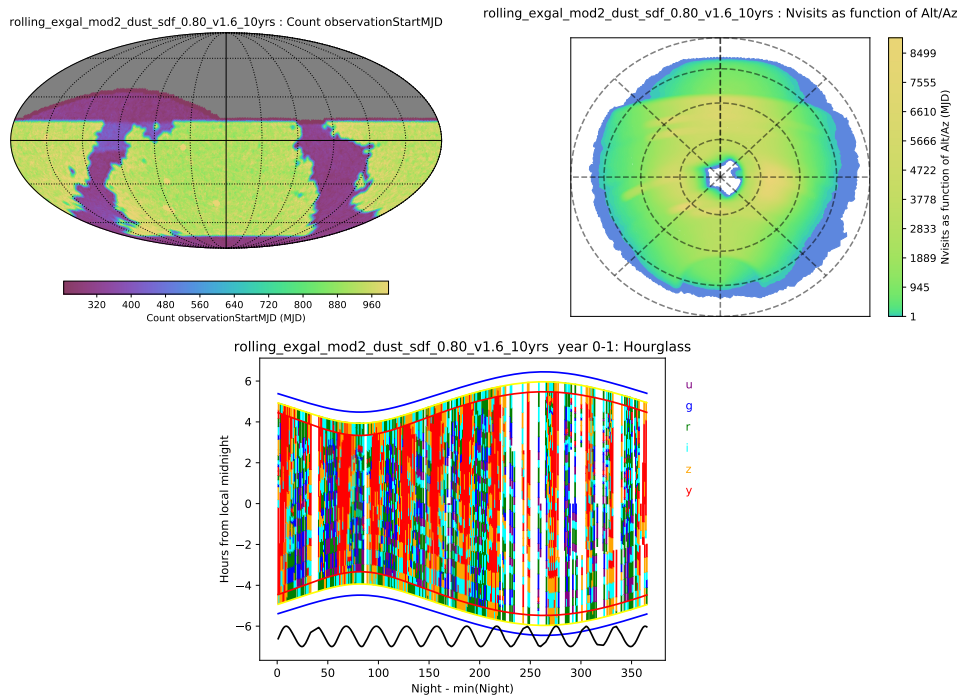 rolling_exgal_mod2_dust_sdf_0.80_v1.6_10yrs : Count observationStartMJD
320 400 480 560 640 720 800 880 960
Count observationStartMJD (MJD)
rolling_exgal_mod2_dust_sdf_0.80_v1.6_10yrs : Nvisits as function of Alt/Az
8499
7555
6610
5666
4722
3778
2833
1889
945
1
Nvisits as function of Alt/Az (MJD)
rolling_exgal_mod2_dust_sdf_0.80_v1.6_10yrs year 0-1: Hourglass
6
4
2
0
−2
−4
−6
Hours from local midnight
0 50 100 150 200 250 300 350
Night - min(Night)
u
g
r
i
z
y